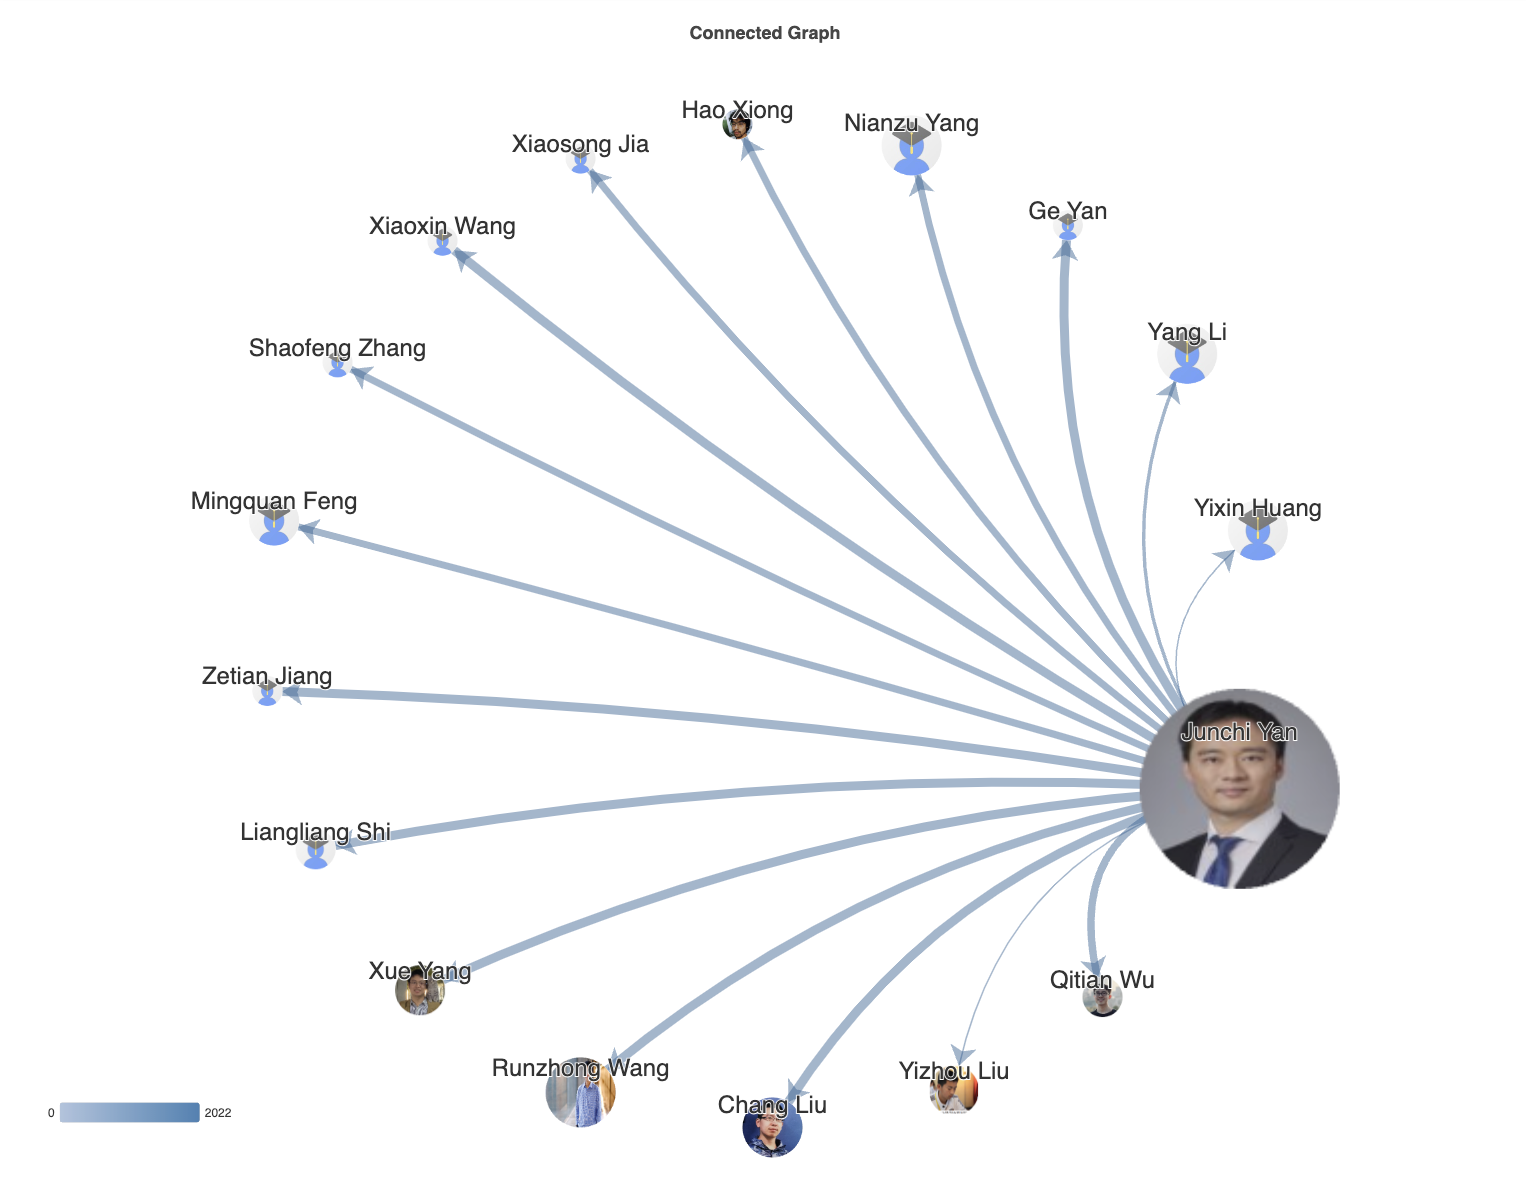 Connected Graph
Hao Xiong
Nianzu Yang
Xiaosong Jia
Ge Yan
Xiaoxin Wang
Yang Li
Shaofeng Zhang
Mingquan Feng
Yixin Huang
Zetian Jiang
Junchi Yan
Liangliang Shi
Xue Yang
Qitian Wu
Runzhong Wang
Yizhou Liu
Chang Liu
0 2022